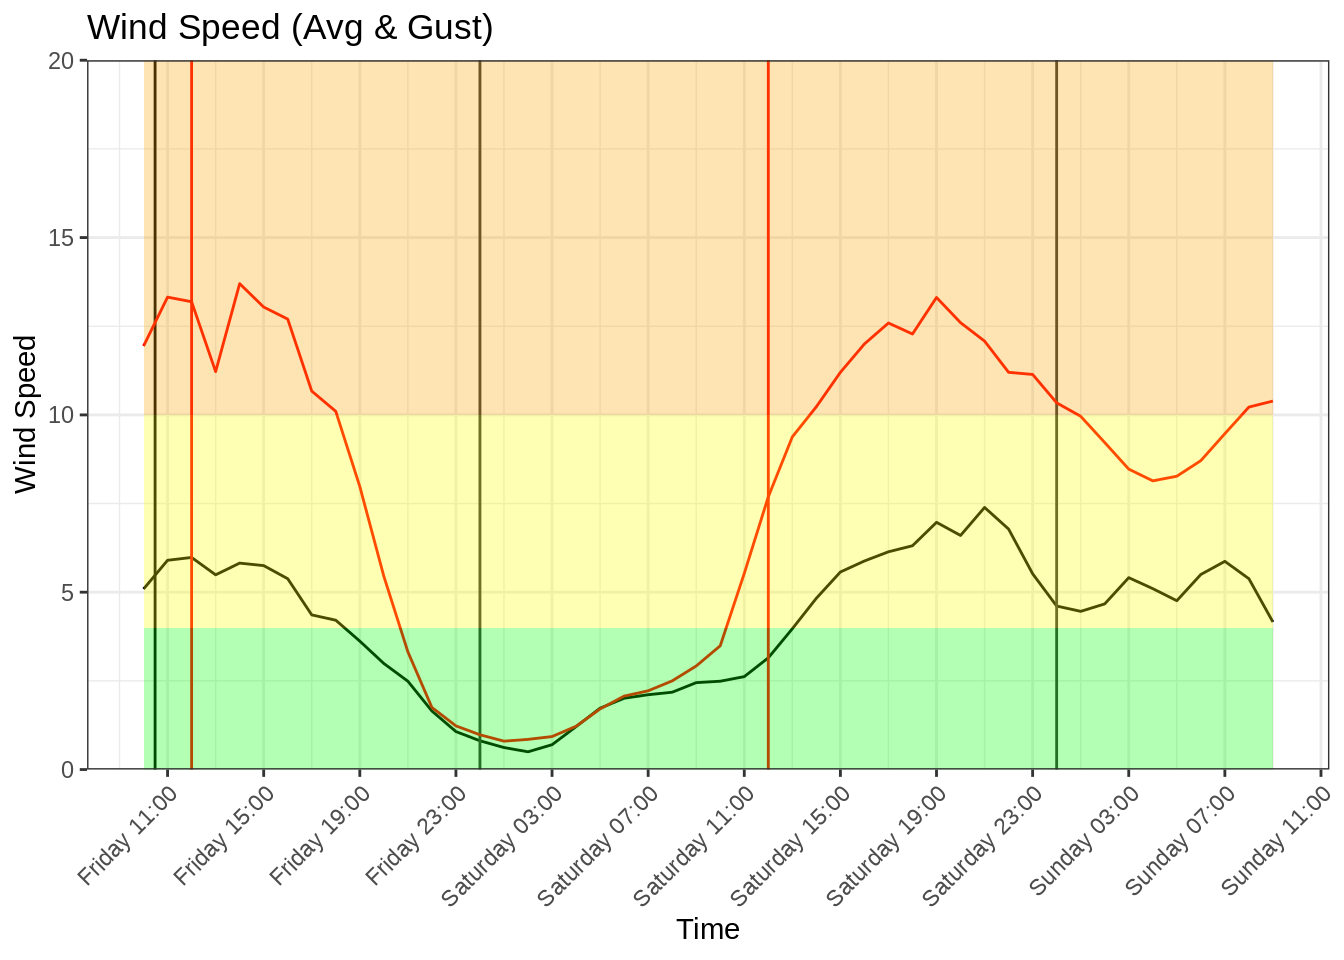 Wind Speed (Avg & Gust)
20
15
10
5
0
Wind Speed
Friday 11:00
Friday 15:00
Friday 19:00
Friday 23:00
Saturday 03:00
Saturday 07:00
Saturday 11:00
Saturday 15:00
Saturday 19:00
Saturday 23:00
Sunday 03:00
Sunday 07:00
Sunday 11:00
Time